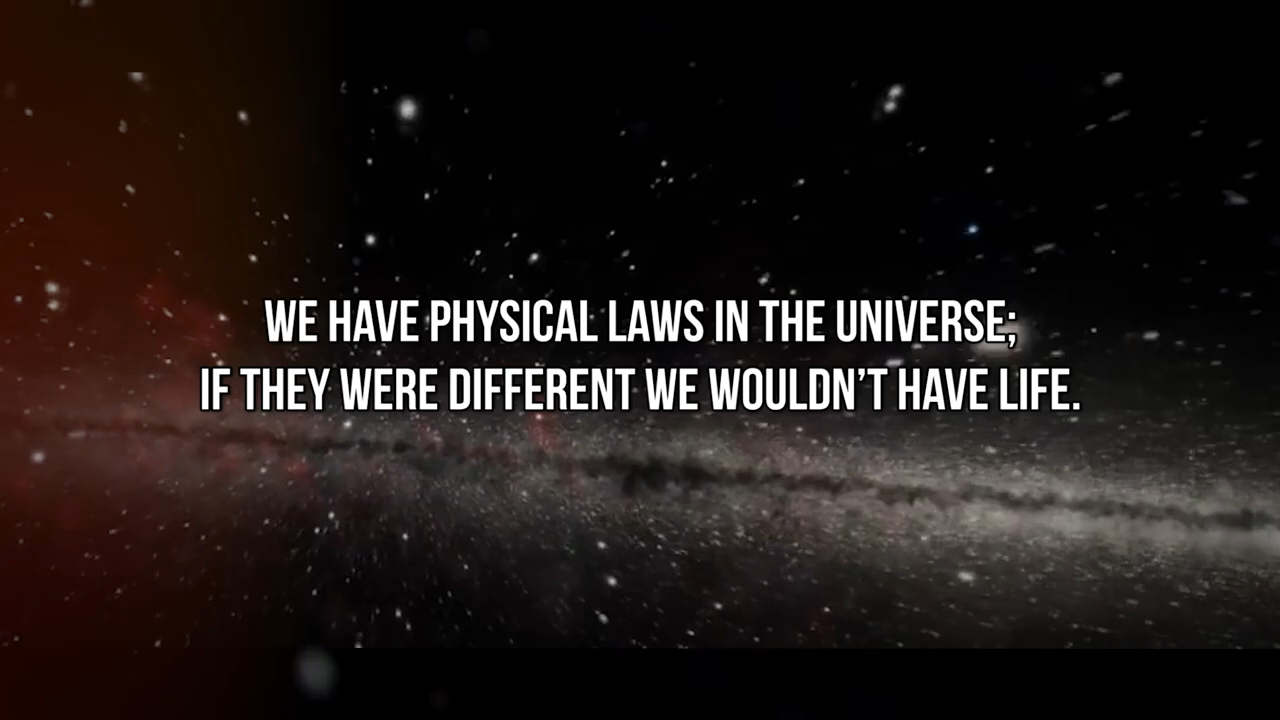 WE HAVE PHYSICAL LAWS IN THE UNIVERSE;
IF THEY WERE DIFFERENT WE WOULDN'T HAVE LIFE.